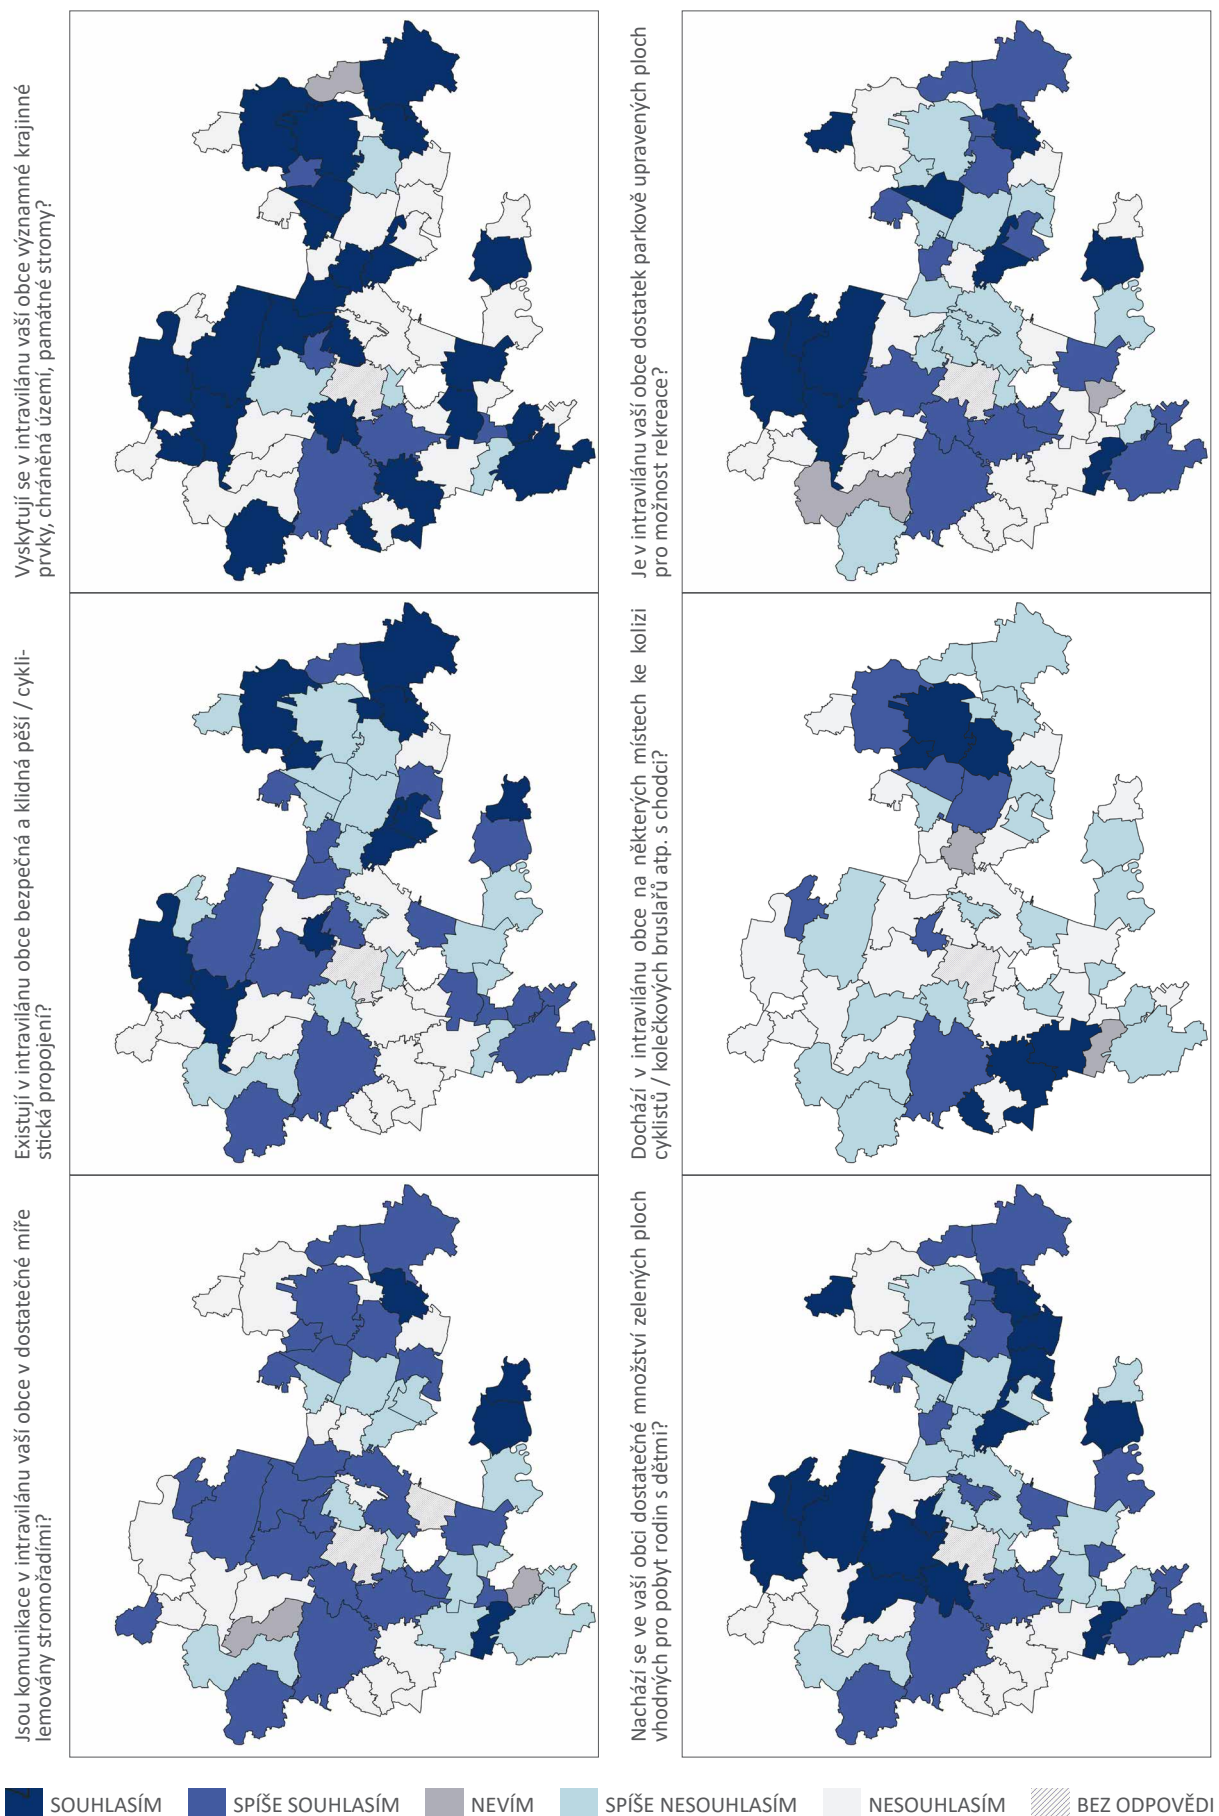 Vyskytují se v intravilánu vaší obce významné krajinné
prvky, chráněná území, památné stromy?
Je v intravilánu vaší obce dostatek parkově upravených ploch
pro možnost rekreace?
Existují v intravilánu obce bezpečná a klidná pěší / cykli-
stická propojení?
Dochází v intravilánu obce na některých místech ke kolizi
cyklistů / kolečkových bruslařů atp. s chodci?
Jsou komunikace v intravilánu vaší obce v dostatečné míře
lemovány stromořadími?
Nachází se ve vaší obci dostatečné množství zelených ploch
vhodných pro pobyt rodin s dětmi?
SOUHLASÍM
SPÍŠE SOUHLASÍM
NEVÍM
SPÍŠE NESOUHLASÍM
NESOUHLASÍM
BEZ ODPOVĚDI